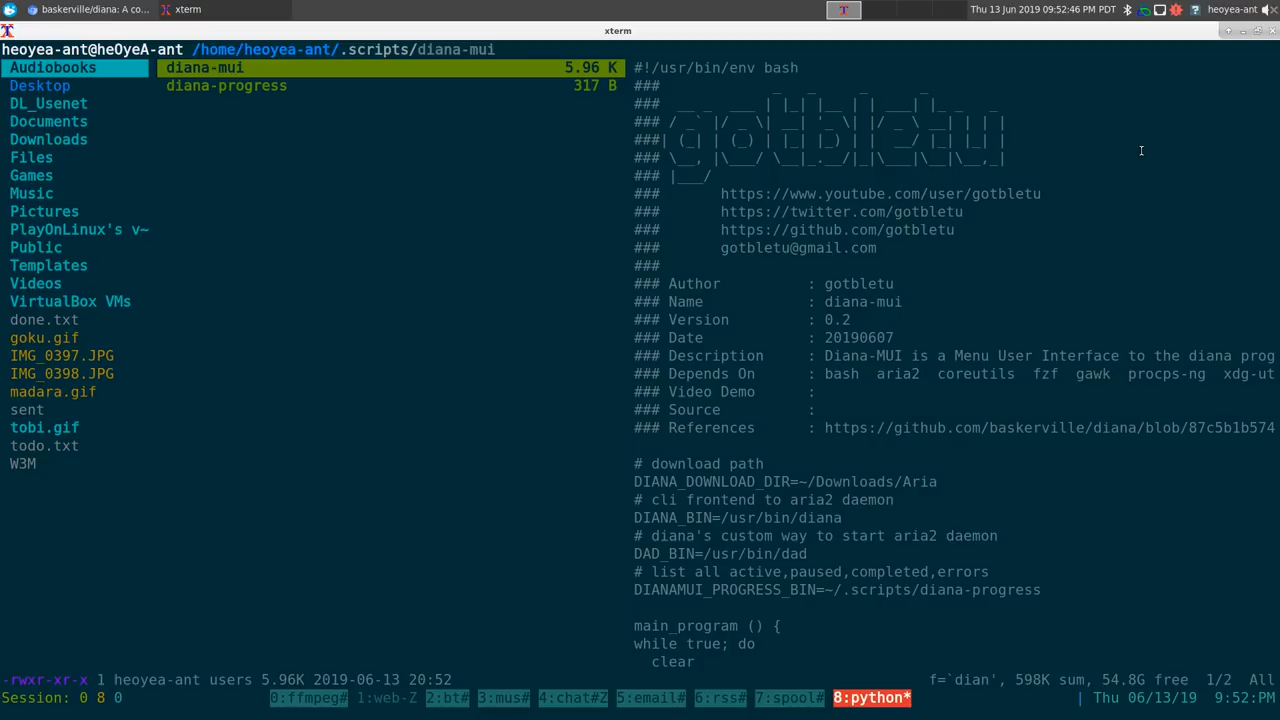 baskerville/diana: A co...
xterm
Thu 13 Jun 2019 09:52:46 PM PDT
heoyea-ant
xterm
heoyea-ant@heOyeA-ant /home/heoyea-ant/.scripts/diana-mui
Audiobooks
Desktop
DL_Usenet
Documents
Downloads
Files
Games
Music
Pictures
PlayOnLinux's v~
Public
Templates
Videos
VirtualBox VMs
done.txt
goku.gif
IMG_0397.JPG
IMG_0398.JPG
madara.gif
sent
tobi.gif
todo.txt
W3M
diana-mui 5.96 K
diana-progress 317 B
#!/usr/bin/env bash
###
###
###
###
###
###
gotbletu
### https://www.youtube.com/user/gotbletu
### https://twitter.com/gotbletu
### https://github.com/gotbletu
### gotbletu@gmail.com
###
### Author : gotbletu
### Name : diana-mui
### Version : 0.2
### Date : 20190607
### Description : Diana-MUI is a Menu User Interface to the diana prog
### Depends On : bash aria2 coreutils fzf gawk procps-ng xdg-ut
### Video Demo :
### Source :
### References : https://github.com/baskerville/diana/blob/87c5b1b574
# download path
DIANA_DOWNLOAD_DIR=~/Downloads/Aria
# cli frontend to aria2 daemon
DIANA_BIN=/usr/bin/diana
# diana's custom way to start aria2 daemon
DAD_BIN=/usr/bin/dad
# list all active,paused,completed,errors
DIANAMUI_PROGRESS_BIN=~/.scripts/diana-progress
main_program () {
while true; do
clear
-rwxr-xr-x 1 heoyea-ant users 5.96K 2019-06-13 20:52
f=`dian', 598K sum, 54.8G free 1/2 All
Session: 0 8 0
0:ffmpeg# 1:web-Z 2:bt# 3:mus# 4:chat#Z 5:email# 6:rss# 7:spool# 8:python*
| Thu 06/13/19 9:52:PM